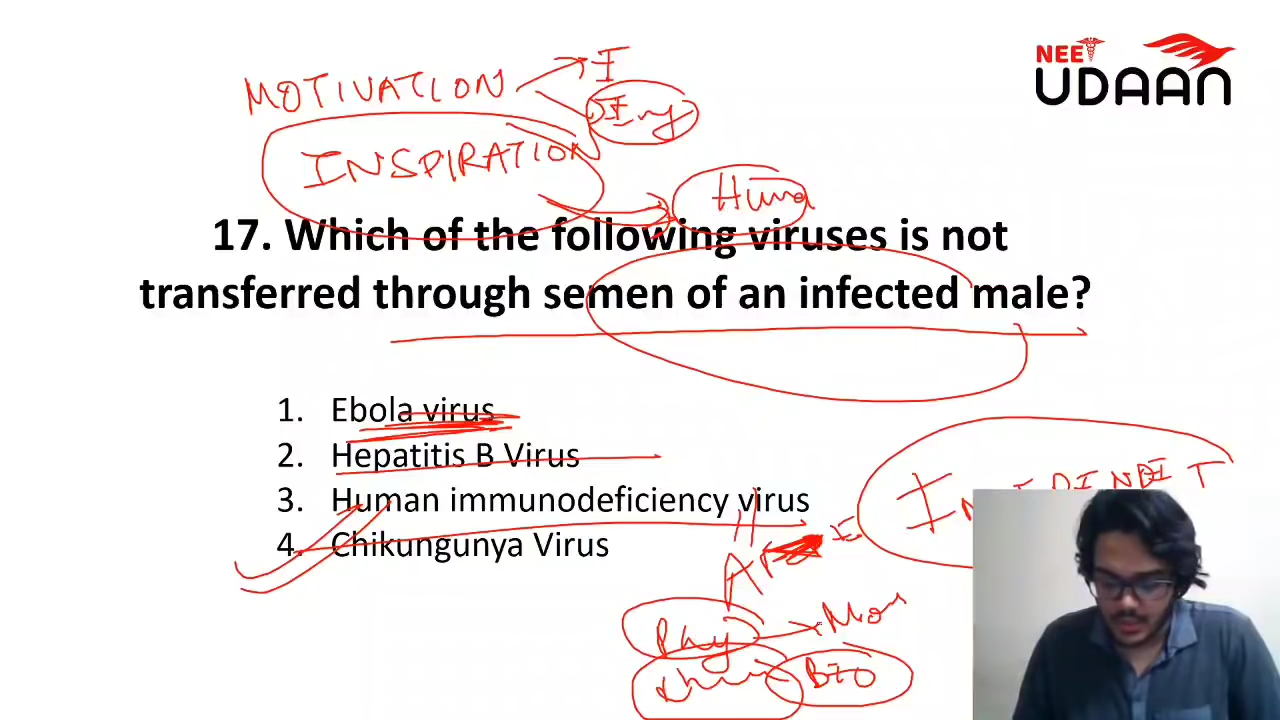 NEET
UDAAN
MOTIVATION
I
INSPIRATION
17. Which of the following viruses is not
transferred through semen of an infected male?
1. Ebola virus
2. Hepatitis B Virus
3. Human immunodeficiency virus
4. Chikungunya Virus
Phy
BIO